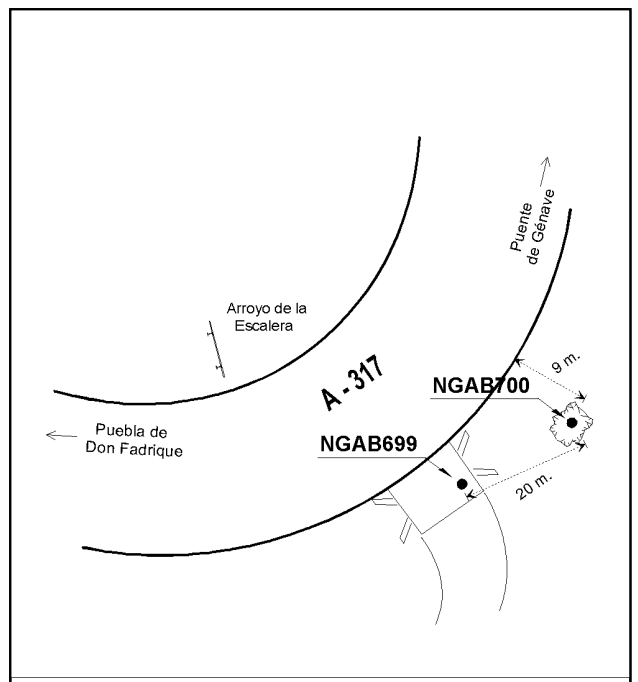 Puente
de Génave
Arroyo de la
Escalera
A - 317
9 m.
NGAB700
Puebla de
Don Fadrique
NGAB699
20 m.